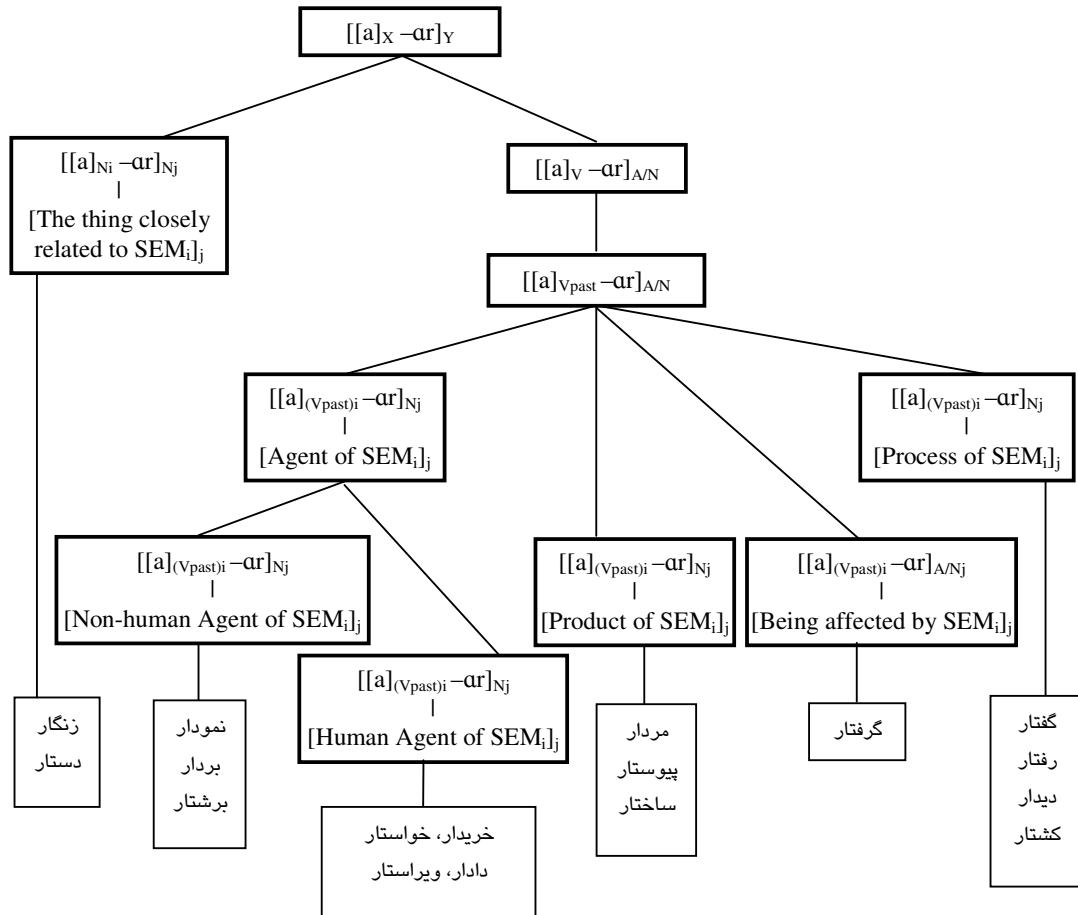 [[a]X –ɑr]Y
[[a]Ni –ɑr]Nj
|
[The thing closely
related to SEMi]j
[[a]V –ɑr]A/N
[[a]Vpast –ɑr]A/N
[[a](Vpast)i –ɑr]Nj
|
[Agent of SEMi]j
[[a](Vpast)i –ɑr]Nj
|
[Process of SEMi]j
[[a](Vpast)i –ɑr]Nj
|
[Non-human Agent of SEMi]j
[[a](Vpast)i –ɑr]Nj
|
[Product of SEMi]j
[[a](Vpast)i –ɑr]A/Nj
|
[Being affected by SEMi]j
[[a](Vpast)i –ɑr]Nj
|
[Human Agent of SEMi]j
زنگار
دستار
نمودار
بردار
برشتار
خریدار، خواستار
دادار، ویراستار
مردار
پیوستار
ساختار
گرفتار
گفتار
رفتار
دیدار
کشتار